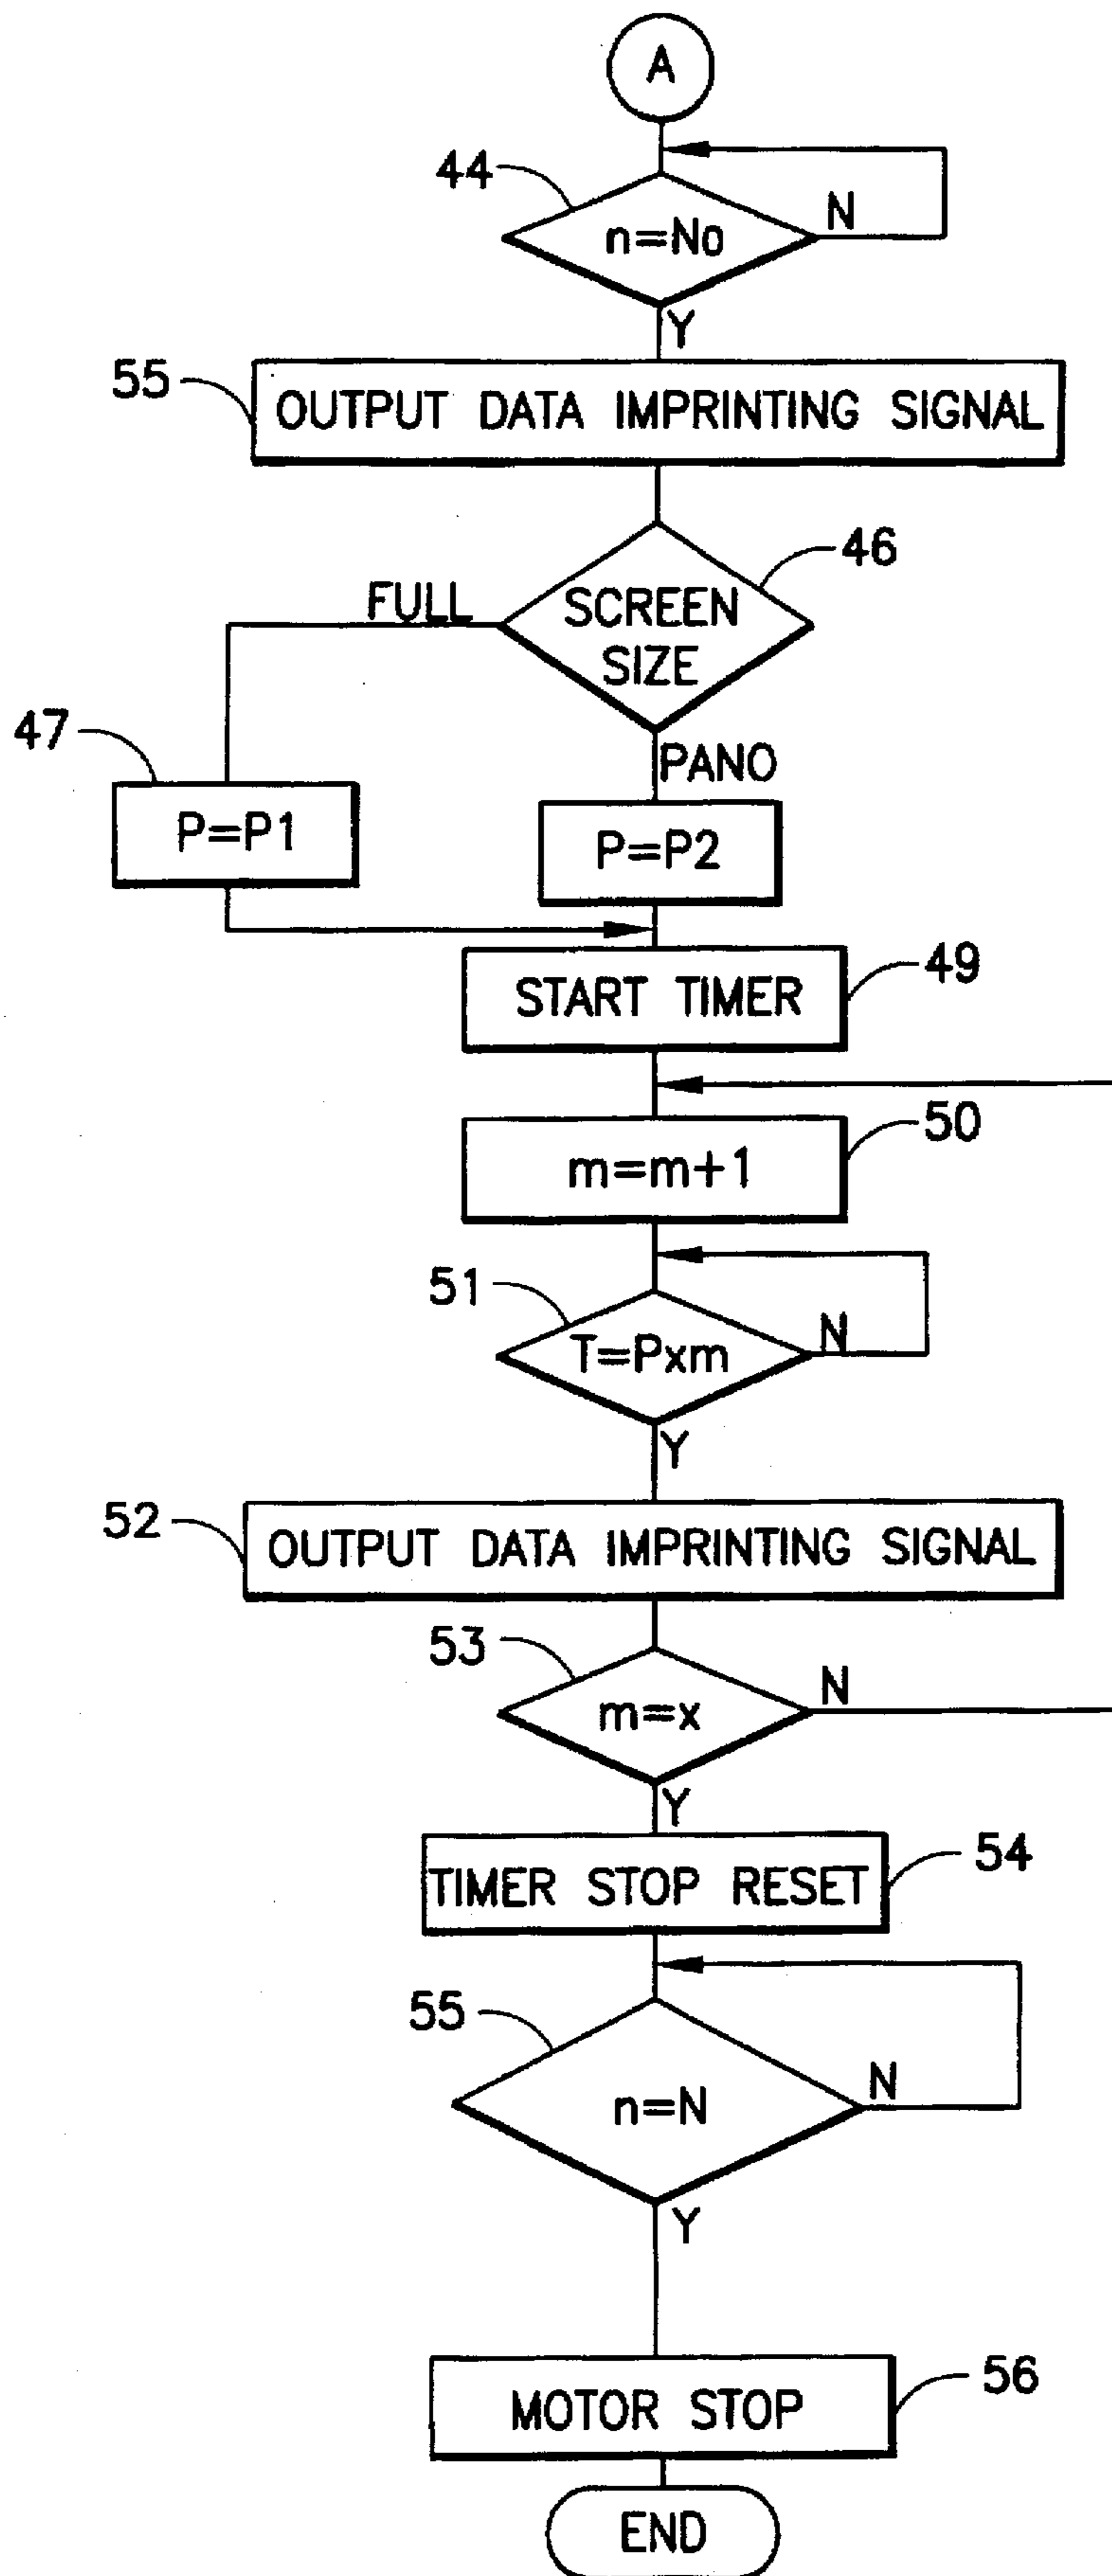 A
44
n=No
N
Y
55
OUTPUT DATA IMPRINTING SIGNAL
46
FULL
SCREEN
SIZE
47
PANO
P=P1
P=P2
49
START TIMER
50
m=m+1
51
T=Pxm
N
Y
52
OUTPUT DATA IMPRINTING SIGNAL
53
m=x
N
Y
54
TIMER STOP RESET
55
n=N
N
Y
56
MOTOR STOP
END